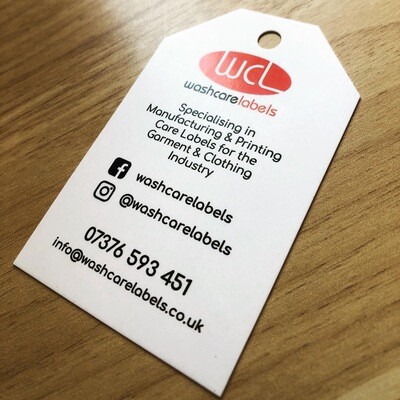 wcl
washcarelabels
Specialising in
Manufacturing & Printing
Care Labels for the
Garment & Clothing
Industry
washcarelabels
@washcarelabels
07376 593 451
info@washcarelabels.co.uk